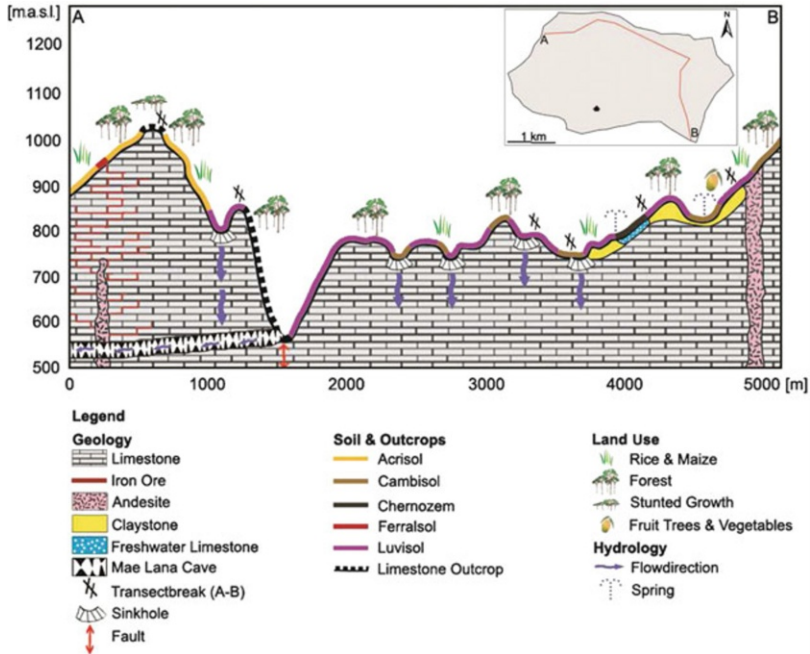 [m.a.s.l.]
A
B
N
A
B
1 km
1200
1100
1000
900
800
700
600
500
0
1000
2000
3000
4000
5000 [m]
Legend
Geology
Limestone
Iron Ore
Andesite
Claystone
Freshwater Limestone
Mae Lana Cave
Transectbreak (A-B)
Sinkhole
Fault
Soil & Outcrops
Acrisol
Cambisol
Chernozem
Ferralsol
Luvisol
Limestone Outcrop
Land Use
Rice & Maize
Forest
Stunted Growth
Fruit Trees & Vegetables
Hydrology
Flowdirection
Spring